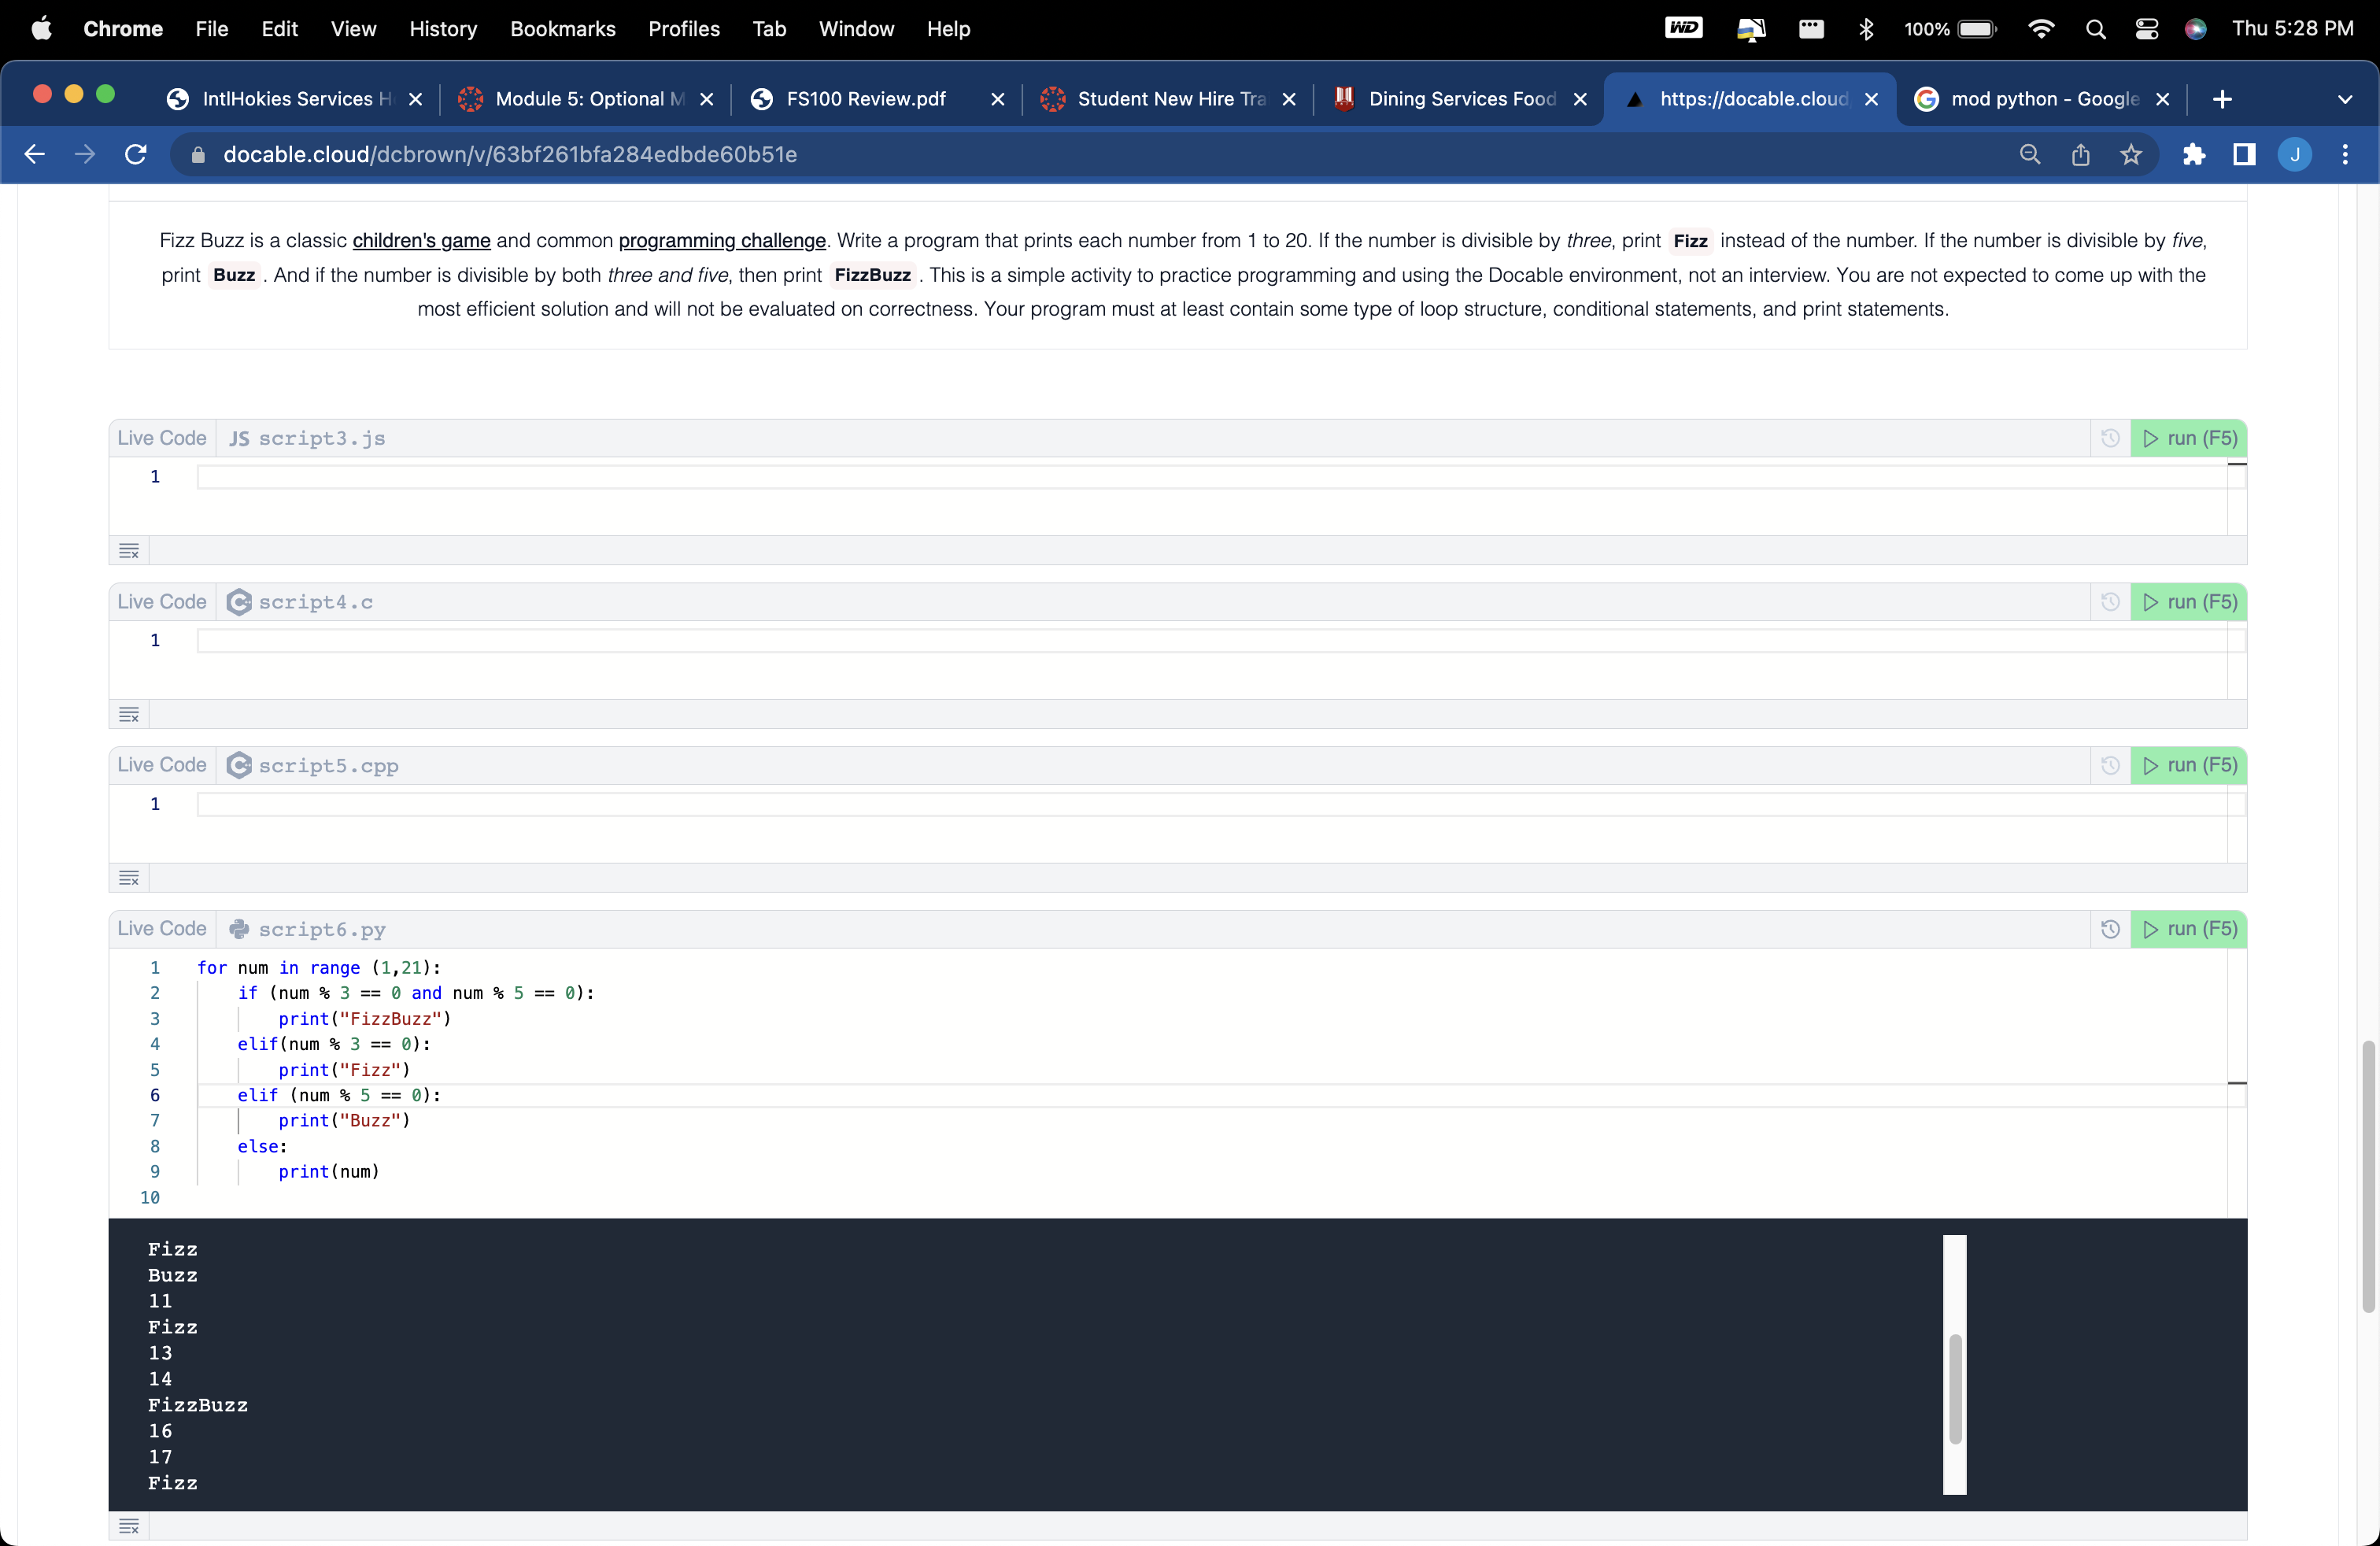 Chrome File Edit View History Bookmarks Profiles Tab Window Help WD 100% Thu 5:28 PM
IntlHokies Services H Module 5: Optional M FS100 Review.pdf Student New Hire Tra Dining Services Food https://docable.cloud mod python - Google
docable.cloud/dcbrown/v/63bf261bfa284edbde60b51e J
Fizz Buzz is a classic children's game and common programming challenge. Write a program that prints each number from 1 to 20. If the number is divisible by three, print Fizz instead of the number. If the number is divisible by five,
print Buzz . And if the number is divisible by both three and five, then print FizzBuzz . This is a simple activity to practice programming and using the Docable environment, not an interview. You are not expected to come up with the
most efficient solution and will not be evaluated on correctness. Your program must at least contain some type of loop structure, conditional statements, and print statements.
Live Code JS script3.js run (F5)
1
Live Code script4.c run (F5)
1
Live Code script5.cpp run (F5)
1
Live Code script6.py run (F5)
1 for num in range (1,21):
2 if (num % 3 == 0 and num % 5 == 0):
3 print("FizzBuzz")
4 elif(num % 3 == 0):
5 print("Fizz")
6 elif (num % 5 == 0):
7 print("Buzz")
8 else:
9 print(num)
10
Fizz
Buzz
11
Fizz
13
14
FizzBuzz
16
17
Fizz